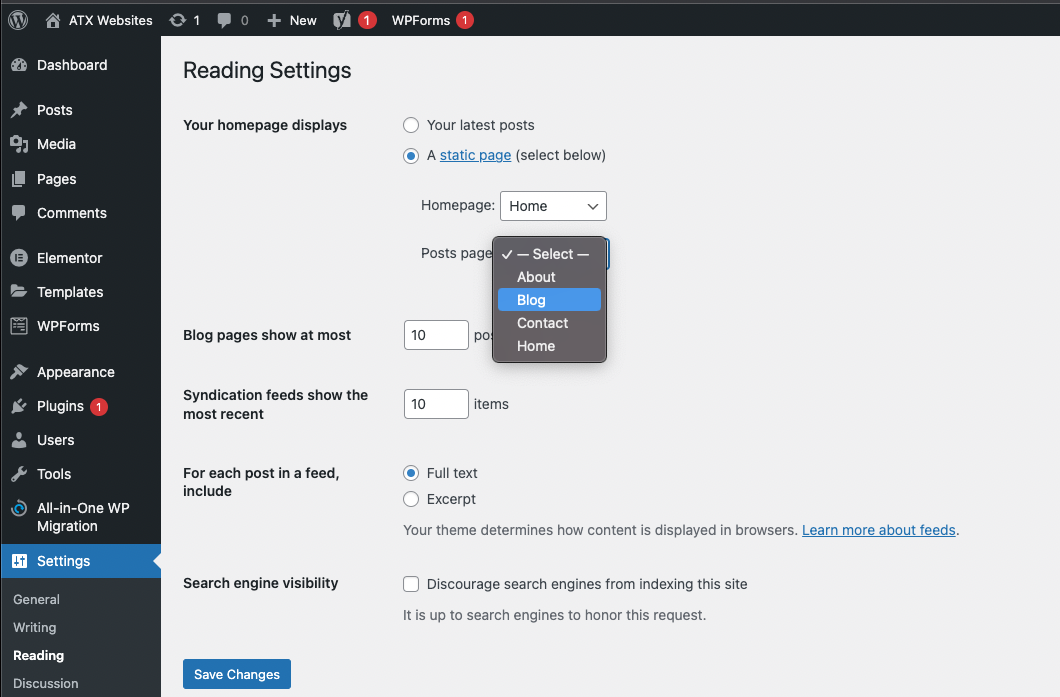 ATX Websites 1 0 New 1 WPForms 1
Dashboard
Posts
Media
Pages
Comments
Elementor
Templates
WPForms
Appearance
Plugins 1
Users
Tools
All-in-One WP
Migration
Settings
General
Writing
Reading
Discussion
Reading Settings
Your homepage displays
Your latest posts
A static page (select below)
Homepage: Home
Posts page
✓ — Select —
About
Blog
Contact
Home
Blog pages show at most 10
Syndication feeds show the
most recent
10 items
For each post in a feed,
include
Full text
Excerpt
Your theme determines how content is displayed in browsers. Learn more about feeds.
Search engine visibility
Discourage search engines from indexing this site
It is up to search engines to honor this request.
Save Changes